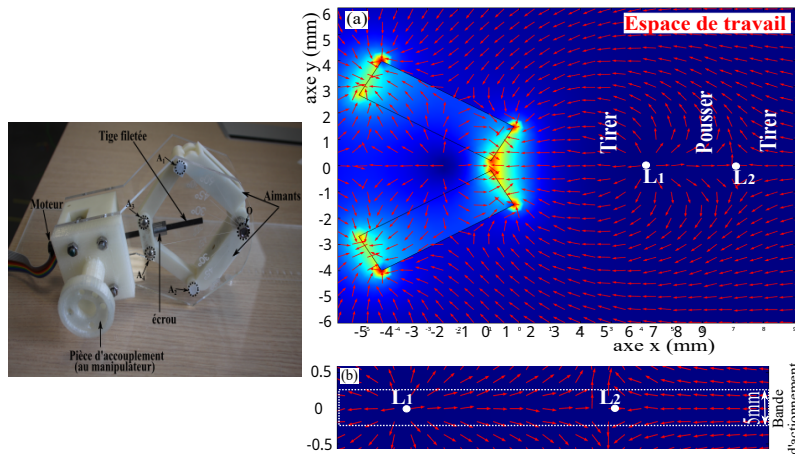 Tige filetée
Aimants
Moteur
A₁
O
A₂
écrou
Pièce d'accouplement
(au manipulateur)
(a)
Espace de travail
axe y (mm)
6
5
4
3
2
1
0
-1
-2
-3
-4
-5
-6
Tirer
Pousser
Tirer
L₁
L₂
-5 -4 -3 -2 -1 0 1 2 3 4 5 6 7 8 9
axe x (mm)
(b)
0.5
0
-0.5
L₁
L₂
5mm
Bande
d'actionnement